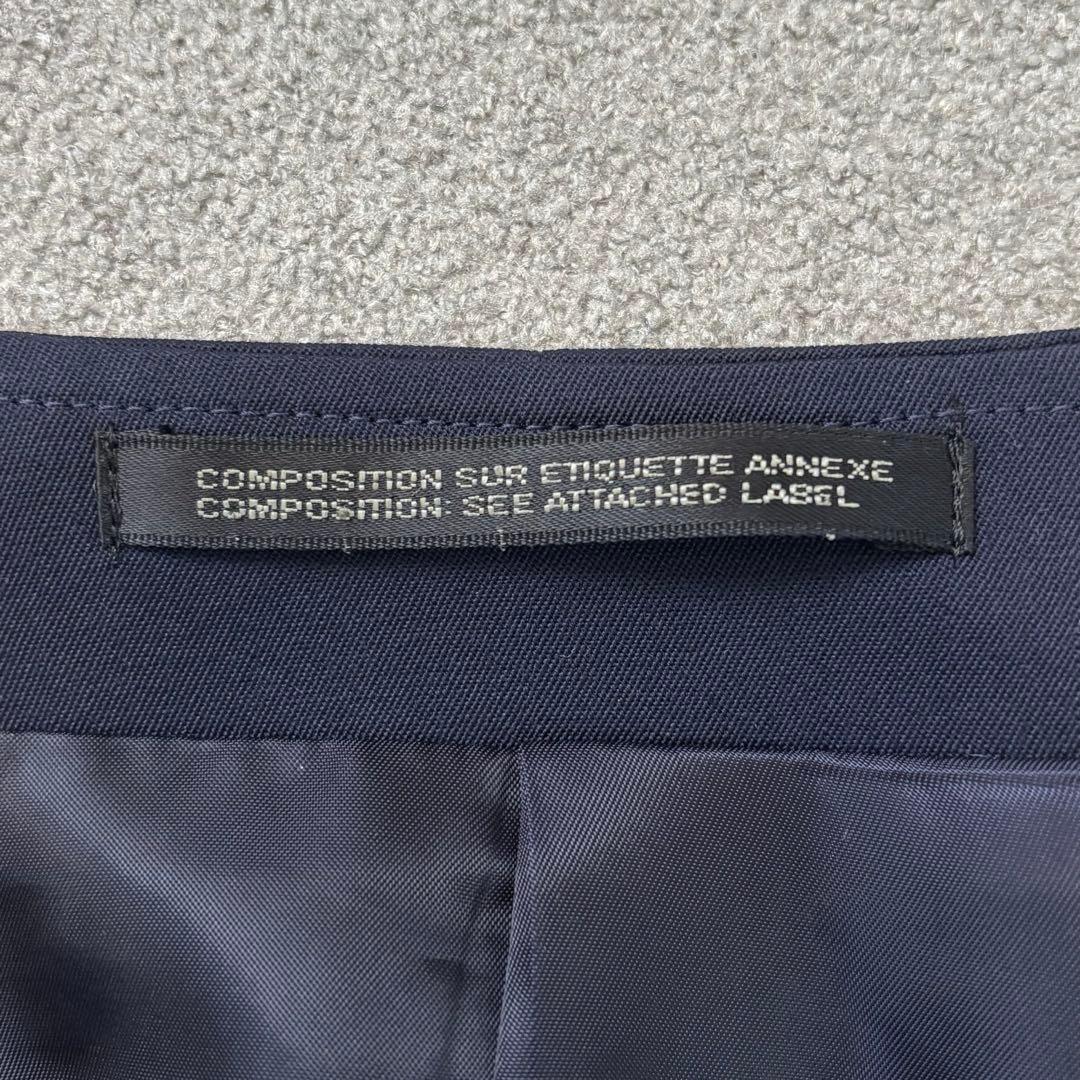 COMPOSITION SUR ETIQUETTE ANNEXE
COMPOSITION: SEE ATTACHED LABEL